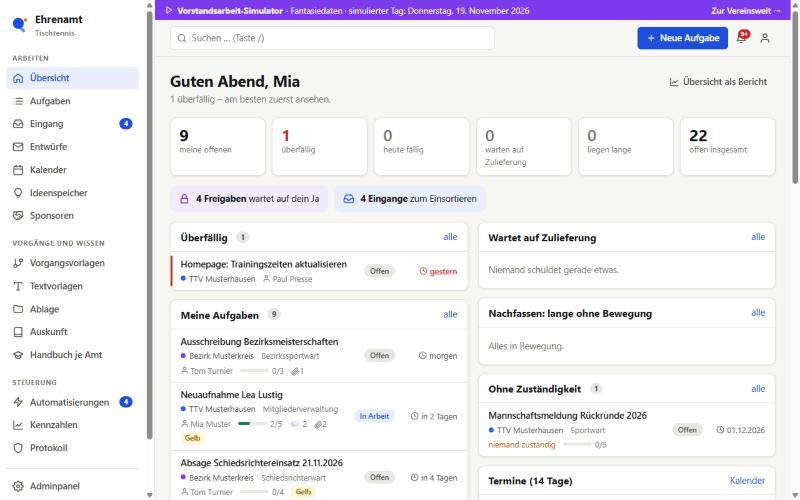 Ehrenamt
Tischtennis
ARBEITEN
Übersicht
Aufgaben
Eingang 4
Entwürfe
Kalender
Ideenspeicher
Sponsoren
VORGÄNGE UND WISSEN
Vorgangsvorlagen
Textvorlagen
Ablage
Auskunft
Handbuch je Amt
STEUERUNG
Automatisierungen 4
Kennzahlen
Protokoll
Adminpanel
Vorstandsarbeit-Simulator · Fantasiedaten · simulierter Tag: Donnerstag, 19. November 2026 Zur Vereinswelt →
Suchen … (Taste /) + Neue Aufgabe 9+
Guten Abend, Mia Übersicht als Bericht
1 überfällig – am besten zuerst ansehen.
9 1 0 0 0 22
meine offenen überfällig heute fällig warten auf liegen lange offen insgesamt
Zulieferung
4 Freigaben wartet auf dein Ja 4 Eingange zum Einsortieren
Überfällig 1 alle
Homepage: Trainingszeiten aktualisieren Offen gestern
TTV Musterhausen Paul Presse
Meine Aufgaben 9 alle
Ausschreibung Bezirksmeisterschaften
Bezirk Musterkreis Bezirkssportwart Offen morgen
Tom Turnier 0/3 1
Neuaufnahme Lea Lustig
TTV Musterhausen Mitgliederverwaltung In Arbeit in 2 Tagen
Mia Muster 2/5 2 2
Gelb
Absage Schiedsrichtereinsatz 21.11.2026
Bezirk Musterkreis Schiedsrichterwart Offen in 4 Tagen
Tom Turnier 0/4 Gelb
Wartet auf Zulieferung alle
Niemand schuldet gerade etwas.
Nachfassen: lange ohne Bewegung alle
Alles in Bewegung.
Ohne Zuständigkeit 1 alle
Mannschaftsmeldung Rückrunde 2026
TTV Musterhausen Sportwart Offen 01.12.2026
niemand zuständig 0/5
Termine (14 Tage) Kalender